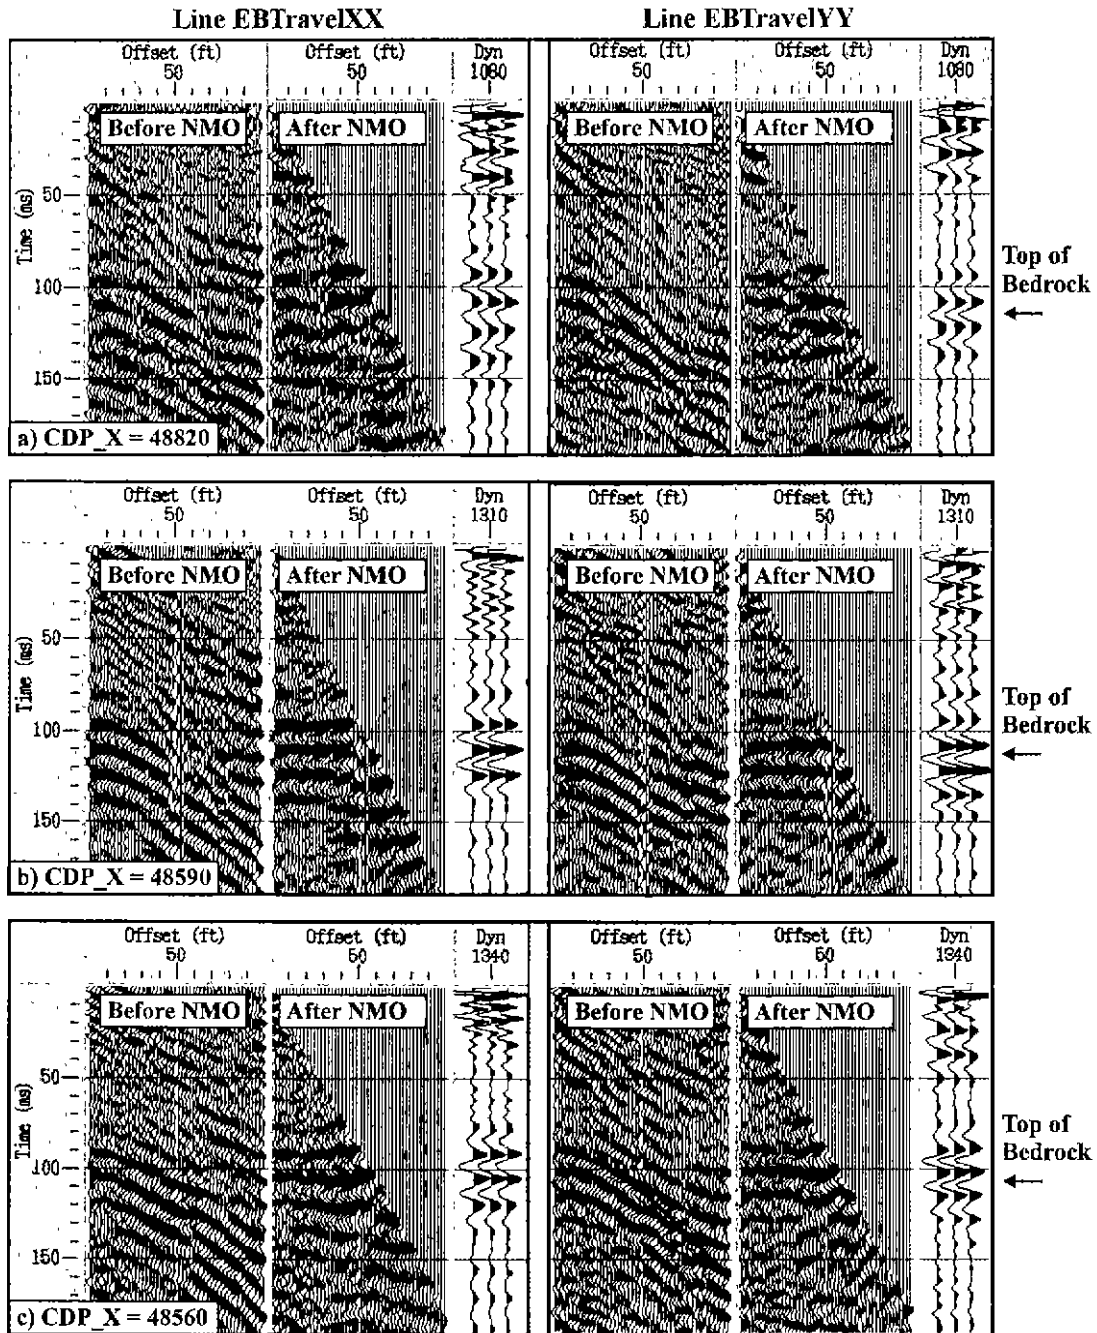 Line EBTravelXX Line EBTravelYY
Offset (ft) Offset (ft) Dyn Offset (ft) Offset (ft) Dyn
50 50 1080 50 50 1080
Before NMO After NMO Before NMO After NMO
Time (ms)
50
100
150
Top of
Bedrock
a) CDP_X = 48820
Offset (ft) Offset (ft) Dyn Offset (ft) Offset (ft) Dyn
50 50 1310 50 50 1310
Before NMO After NMO Before NMO After NMO
Time (ms)
50
100
150
Top of
Bedrock
b) CDP_X = 48590
Offset (ft) Offset (ft) Dyn Offset (ft) Offset (ft) Dyn
50 50 1340 50 50 1340
Before NMO After NMO Before NMO After NMO
Time (ms)
50
100
150
Top of
Bedrock
c) CDP_X = 48560